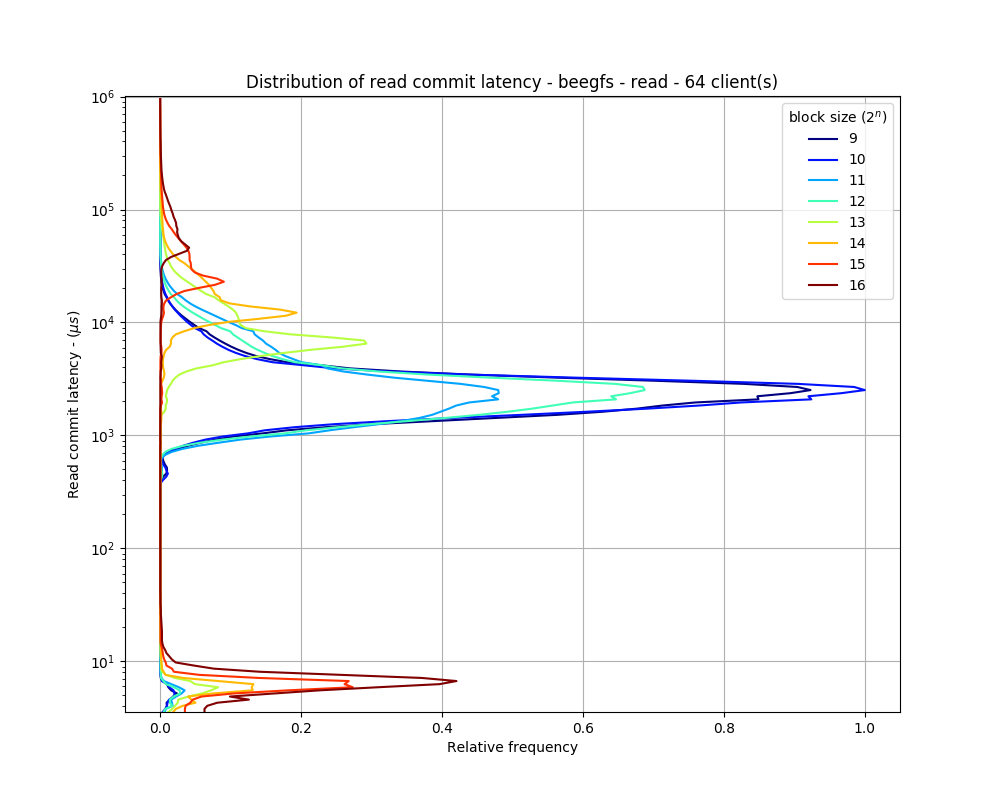 Distribution of read commit latency - beegfs - read - 64 client(s)
block size (2^n)
9
10
11
12
13
14
15
16
10^6
10^5
10^4
10^3
10^2
10^1
Read commit latency - (μs)
0.0 0.2 0.4 0.6 0.8 1.0
Relative frequency